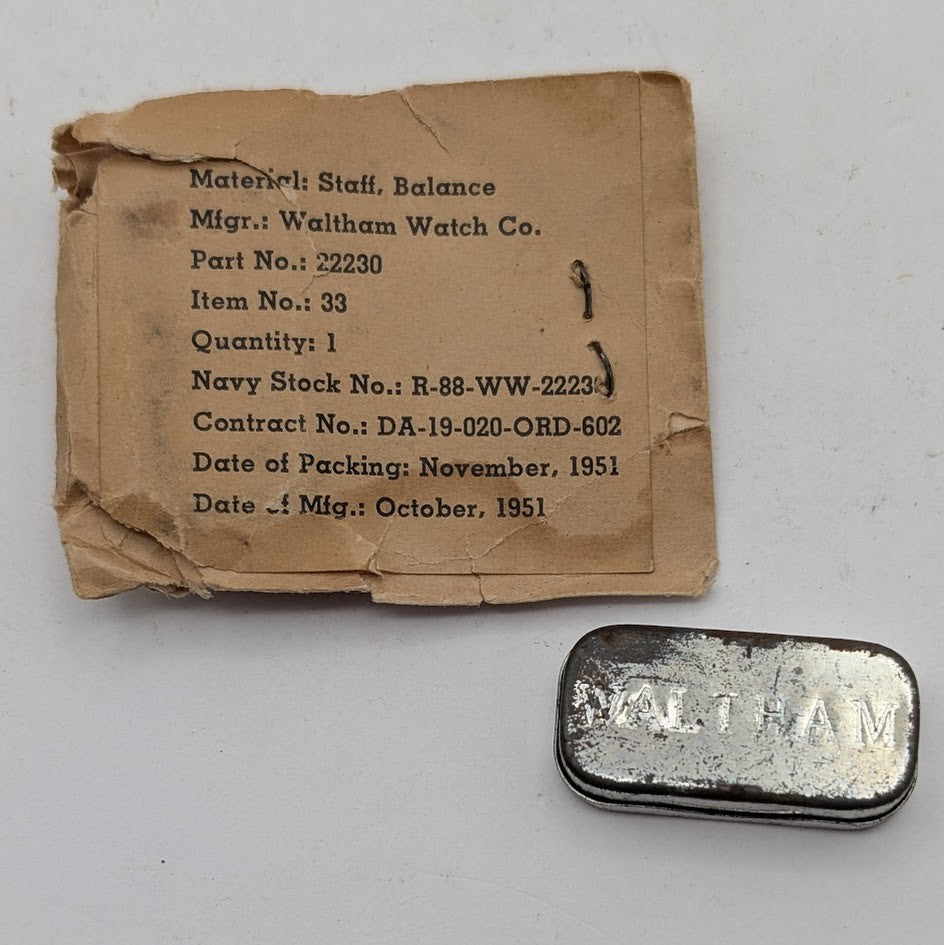 Material: Staff, Balance
Mfgr.: Waltham Watch Co.
Part No.: 22230
Item No.: 33
Quantity: 1
Navy Stock No.: R-88-WW-22230
Contract No.: DA-19-020-ORD-602
Date of Packing: November, 1951
Date of Mfg.: October, 1951
WALTHAM